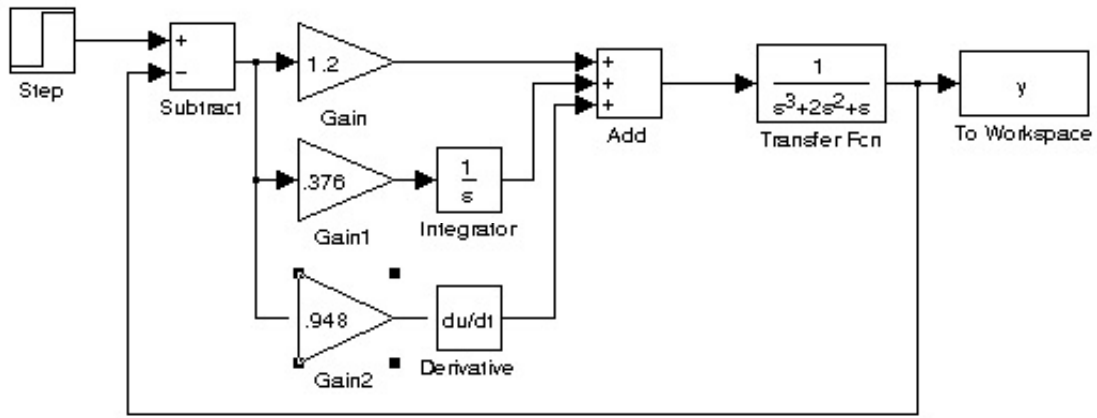 Step
+
−
Subtract
1.2
Gain
.376
Gain1
1
s
Integrator
.948
Gain2
du/dt
Derivative
+
+
+
Add
1
s³+2s²+s
Transfer Fcn
y
To Workspace